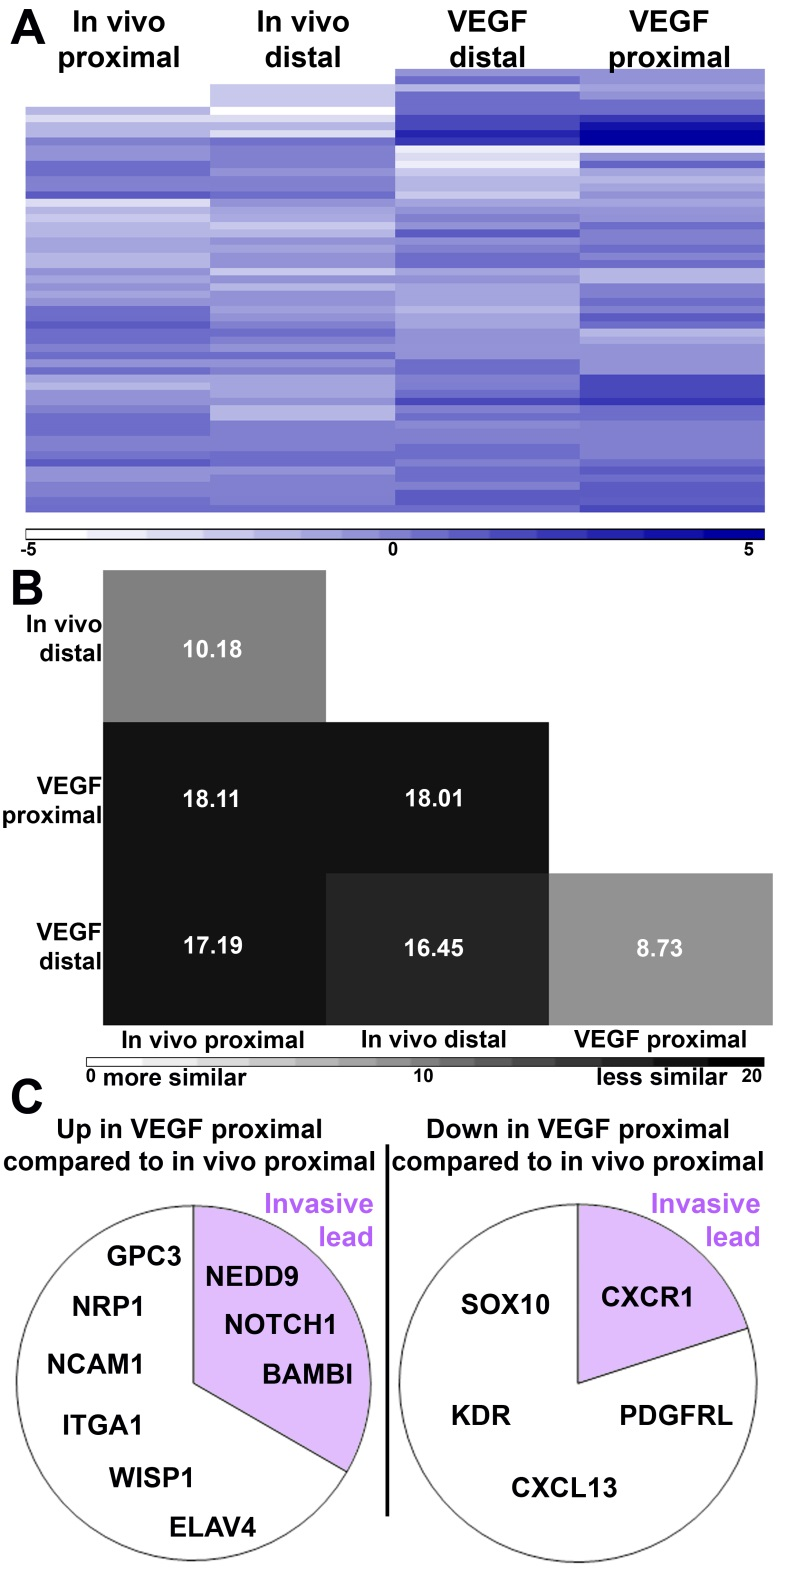 A
In vivo proximal
In vivo distal
VEGF distal
VEGF proximal
-5 0 5
B
In vivo distal
10.18
VEGF proximal
18.11 18.01
VEGF distal
17.19 16.45 8.73
In vivo proximal In vivo distal VEGF proximal
0 more similar 10 less similar 20
C
Up in VEGF proximal
compared to in vivo proximal
Invasive
lead
GPC3
NEDD9
NRP1
NOTCH1
NCAM1
BAMBI
ITGA1
WISP1
ELAV4
Down in VEGF proximal
compared to in vivo proximal
Invasive
lead
SOX10
CXCR1
KDR
PDGFRL
CXCL13